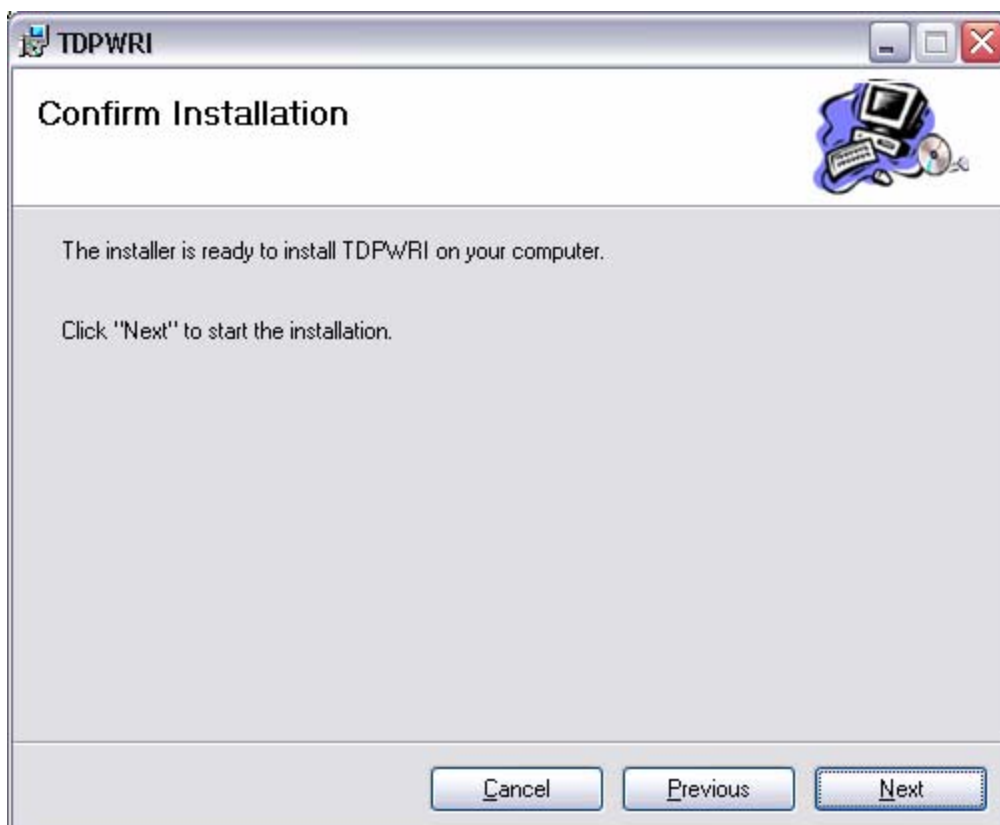 TDPWRI
Confirm Installation
The installer is ready to install TDPWRI on your computer.
Click "Next" to start the installation.
Cancel
Previous
Next